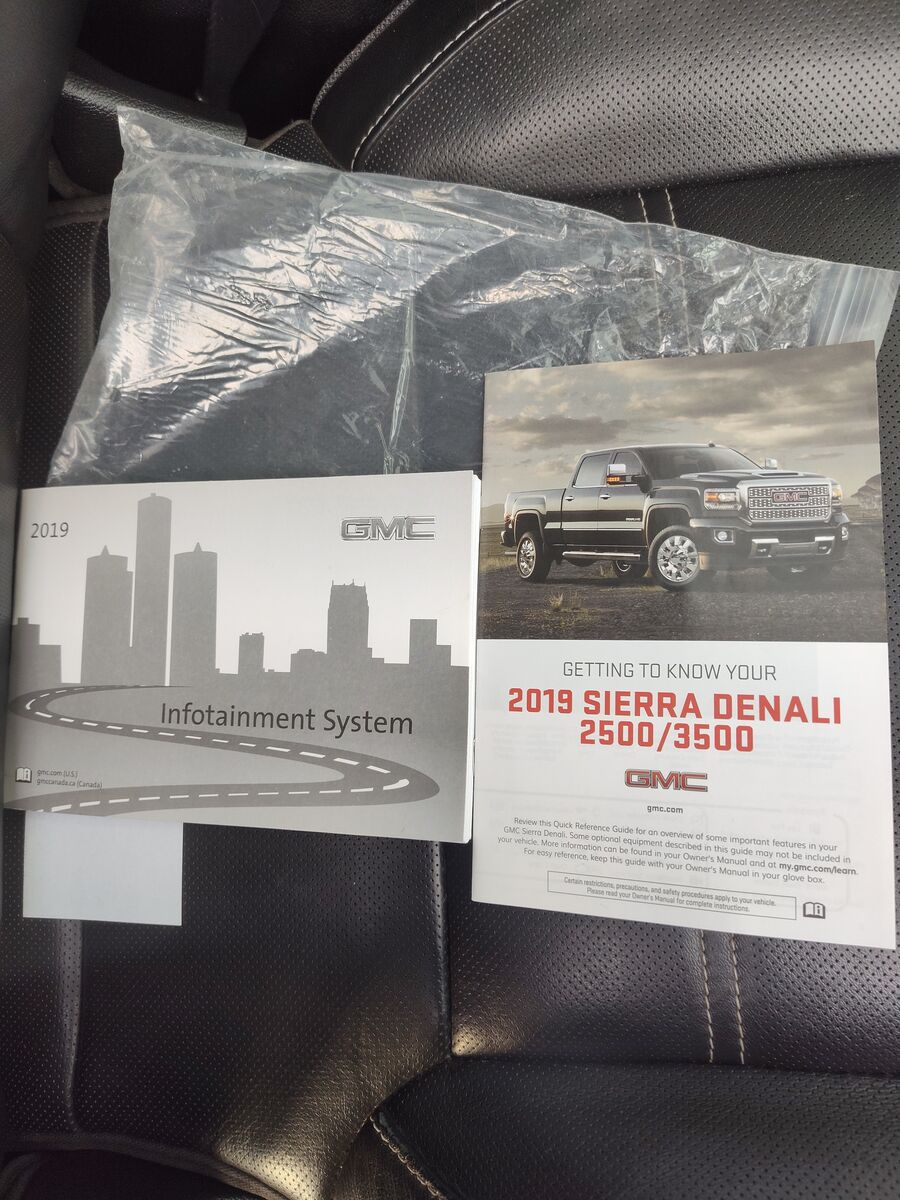 2019
GMC
Infotainment System
gmc.com (U.S.)
gmccanada.ca (Canada)
GMC
GETTING TO KNOW YOUR
2019 SIERRA DENALI
2500/3500
GMC
gmc.com
Review this Quick Reference Guide for an overview of some important features in your
GMC Sierra Denali. Some optional equipment described in this guide may not be included in
your vehicle. More information can be found in your Owner's Manual and at my.gmc.com/learn.
For easy reference, keep this guide with your Owner's Manual in your glove box.
Certain restrictions, precautions, and safety procedures apply to your vehicle.
Please read your Owner's Manual for complete instructions.